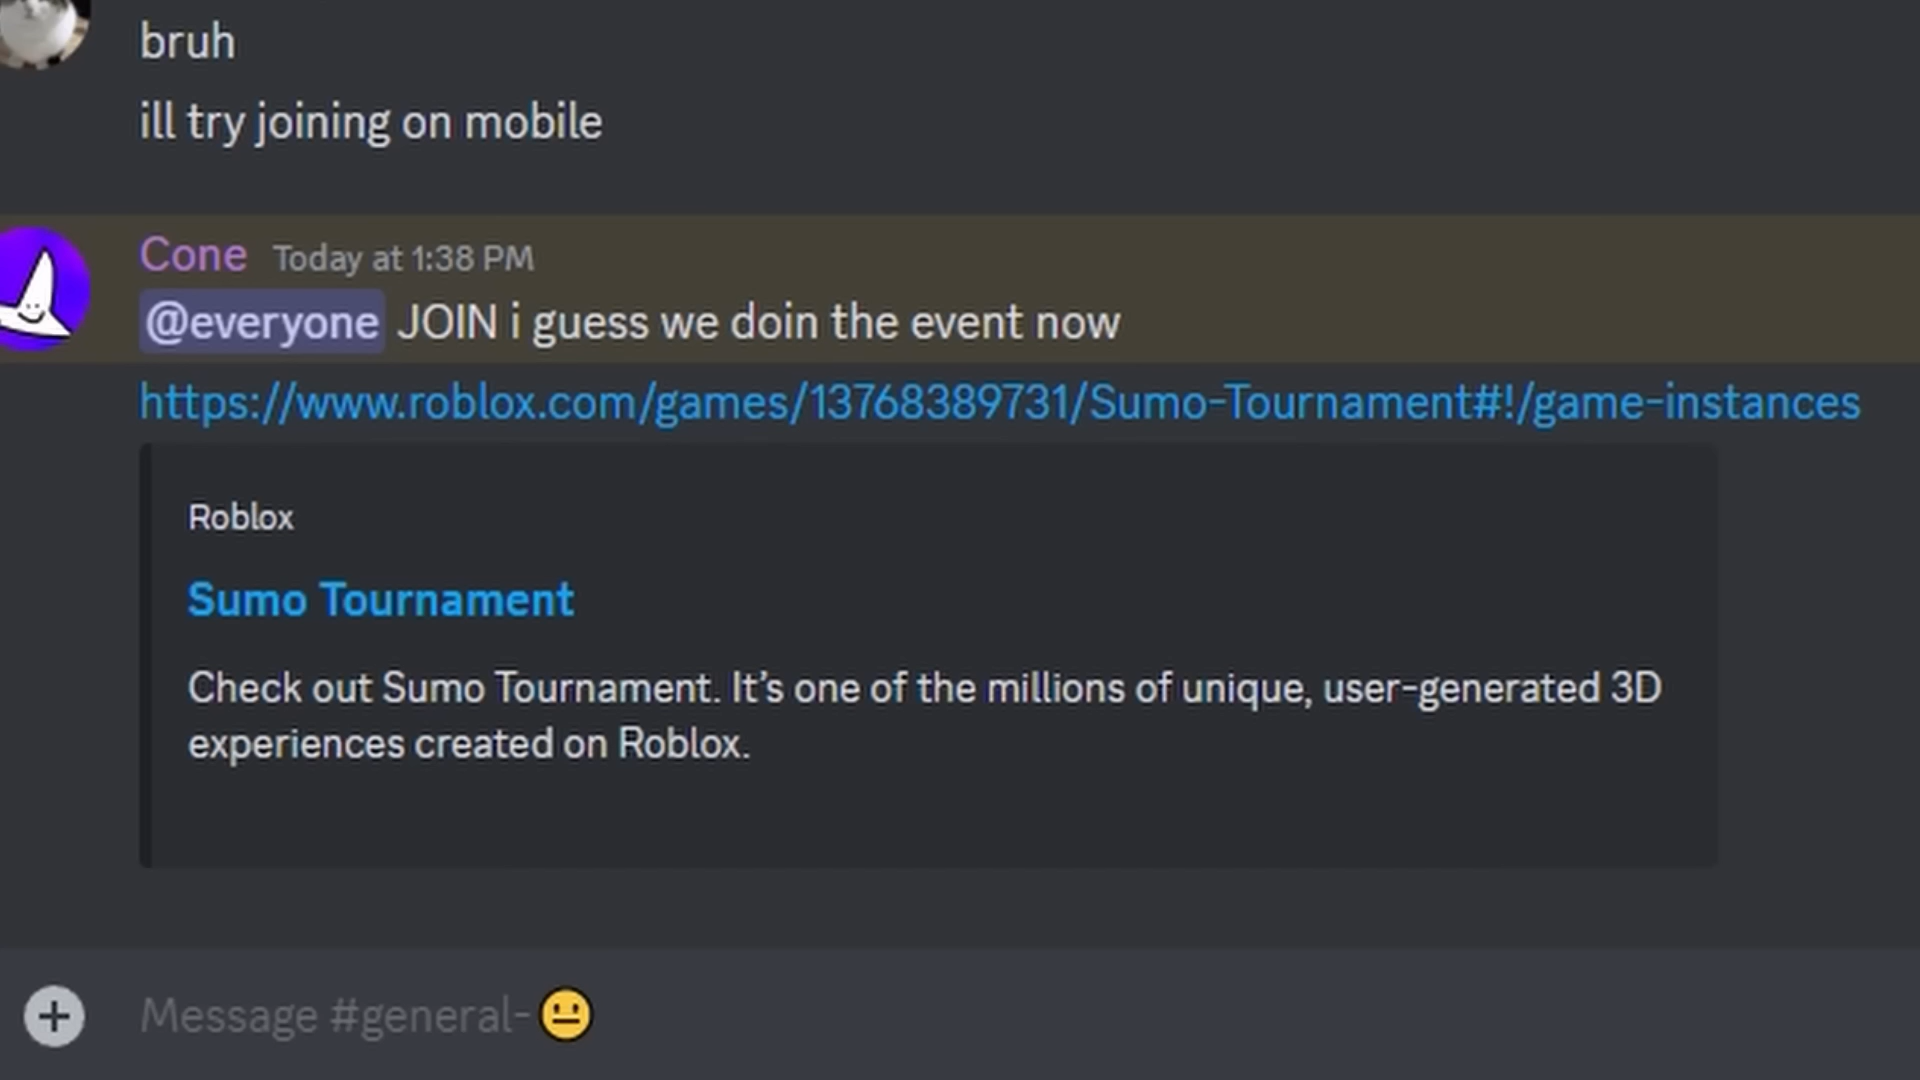 bruh
ill try joining on mobile
Cone Today at 1:38 PM
@everyone JOIN i guess we doin the event now
https://www.roblox.com/games/13768389731/Sumo-Tournament#!/game-instances
Roblox
Sumo Tournament
Check out Sumo Tournament. It’s one of the millions of unique, user-generated 3D
experiences created on Roblox.
Message #general-😐